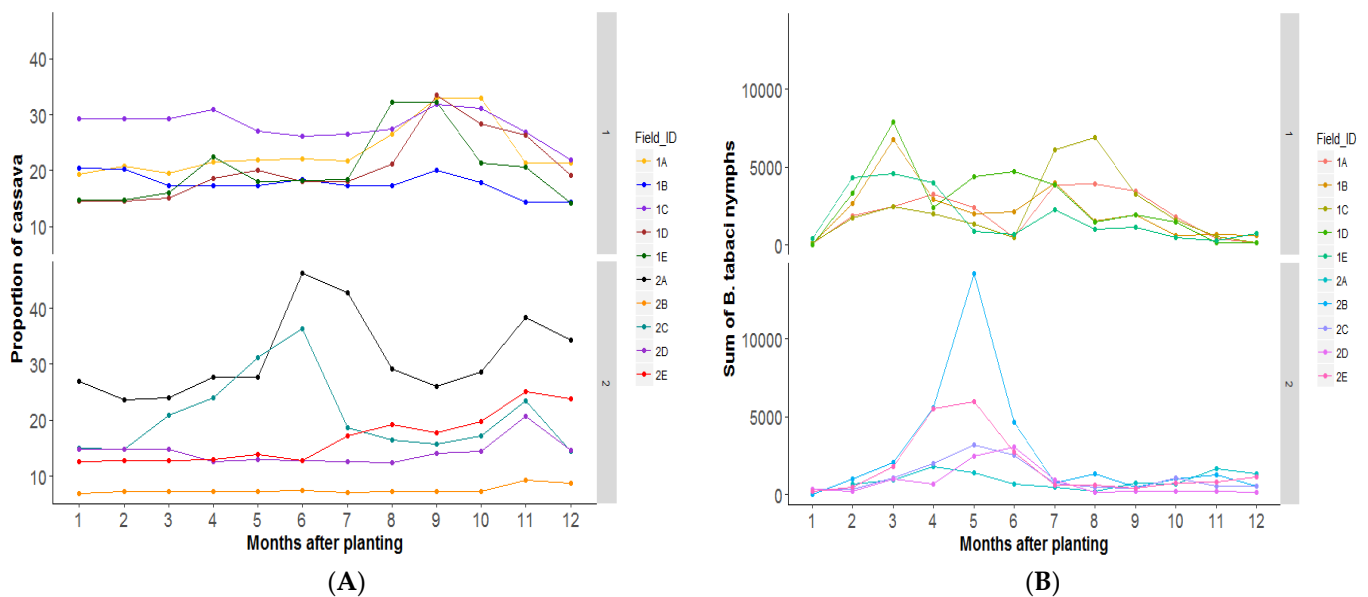 Proportion of cassava
40
30
20
10
1
40
30
20
10
2
1 2 3 4 5 6 7 8 9 10 11 12
Months after planting
Field_ID
1A
1B
1C
1D
1E
2A
2B
2C
2D
2E
(A)
Sum of B. tabaci nymphs
10000
5000
0
1
10000
5000
0
2
1 2 3 4 5 6 7 8 9 10 11 12
Months after planting
Field_ID
1A
1B
1C
1D
1E
2A
2B
2C
2D
2E
(B)